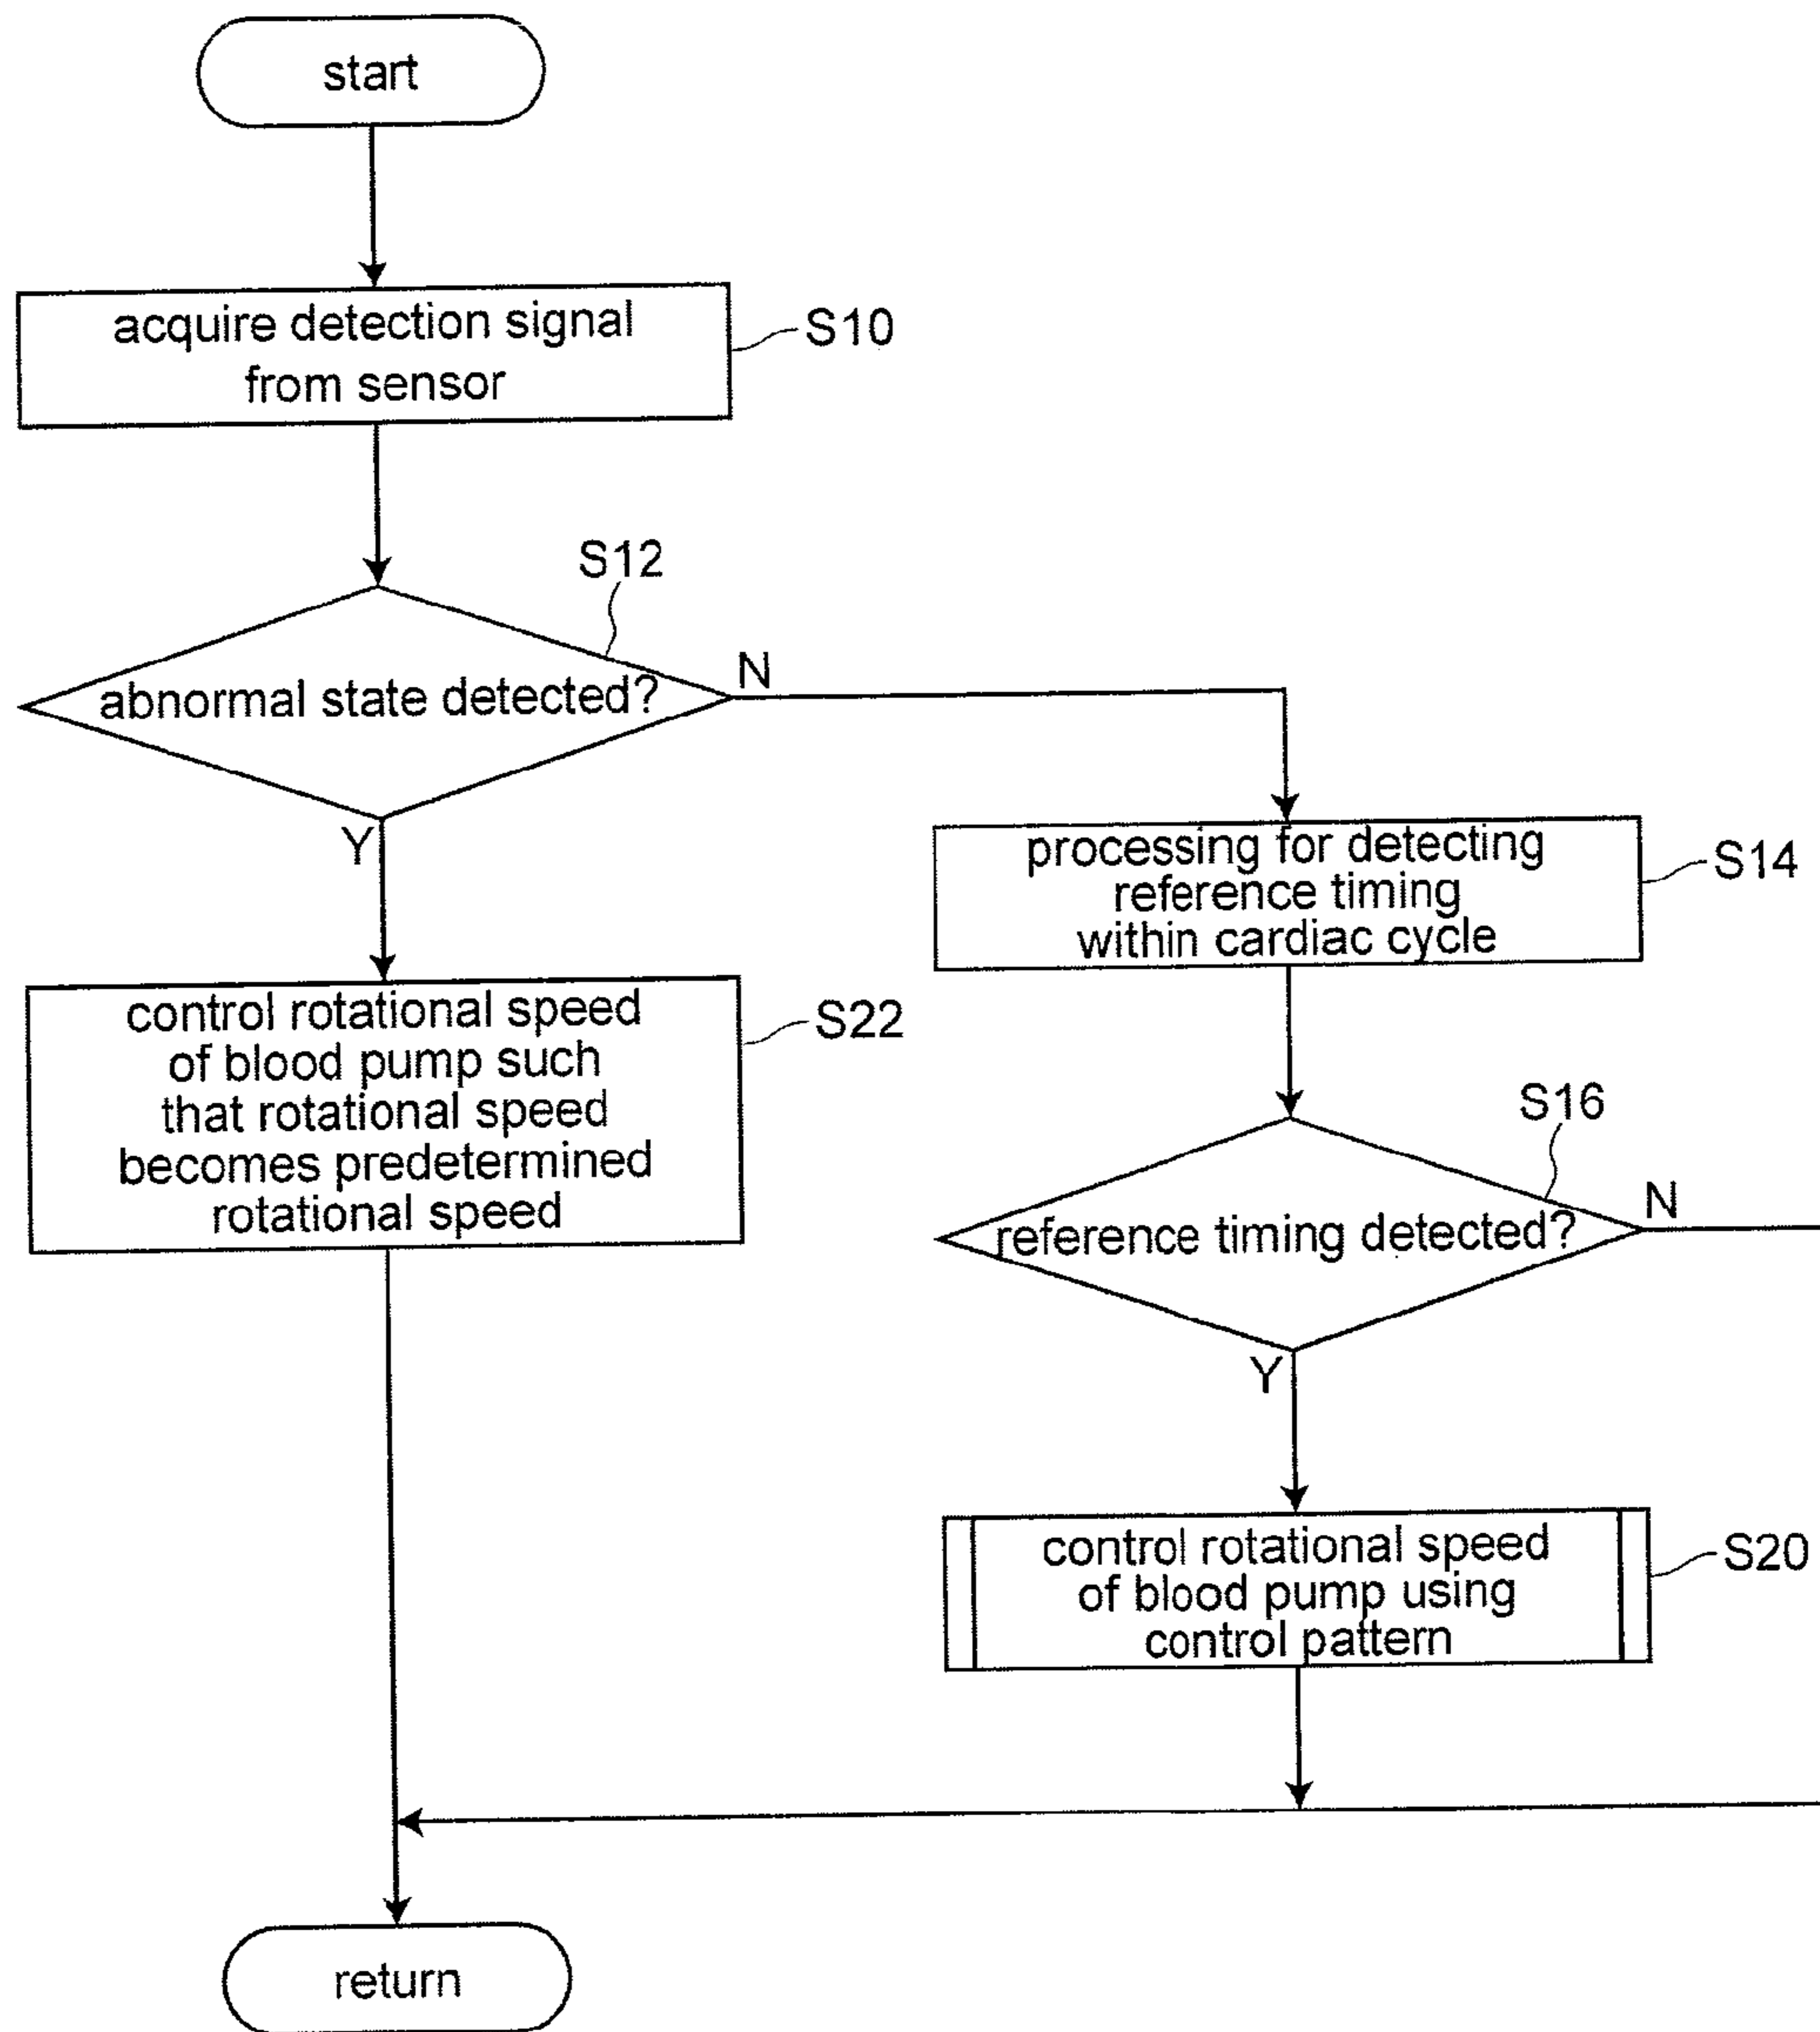 start
acquire detection signal
from sensor
S10
S12
abnormal state detected?
N
Y
processing for detecting
reference timing
within cardiac cycle
S14
control rotational speed
of blood pump such
that rotational speed
becomes predetermined
rotational speed
S22
S16
reference timing detected?
N
Y
control rotational speed
of blood pump using
control pattern
S20
return